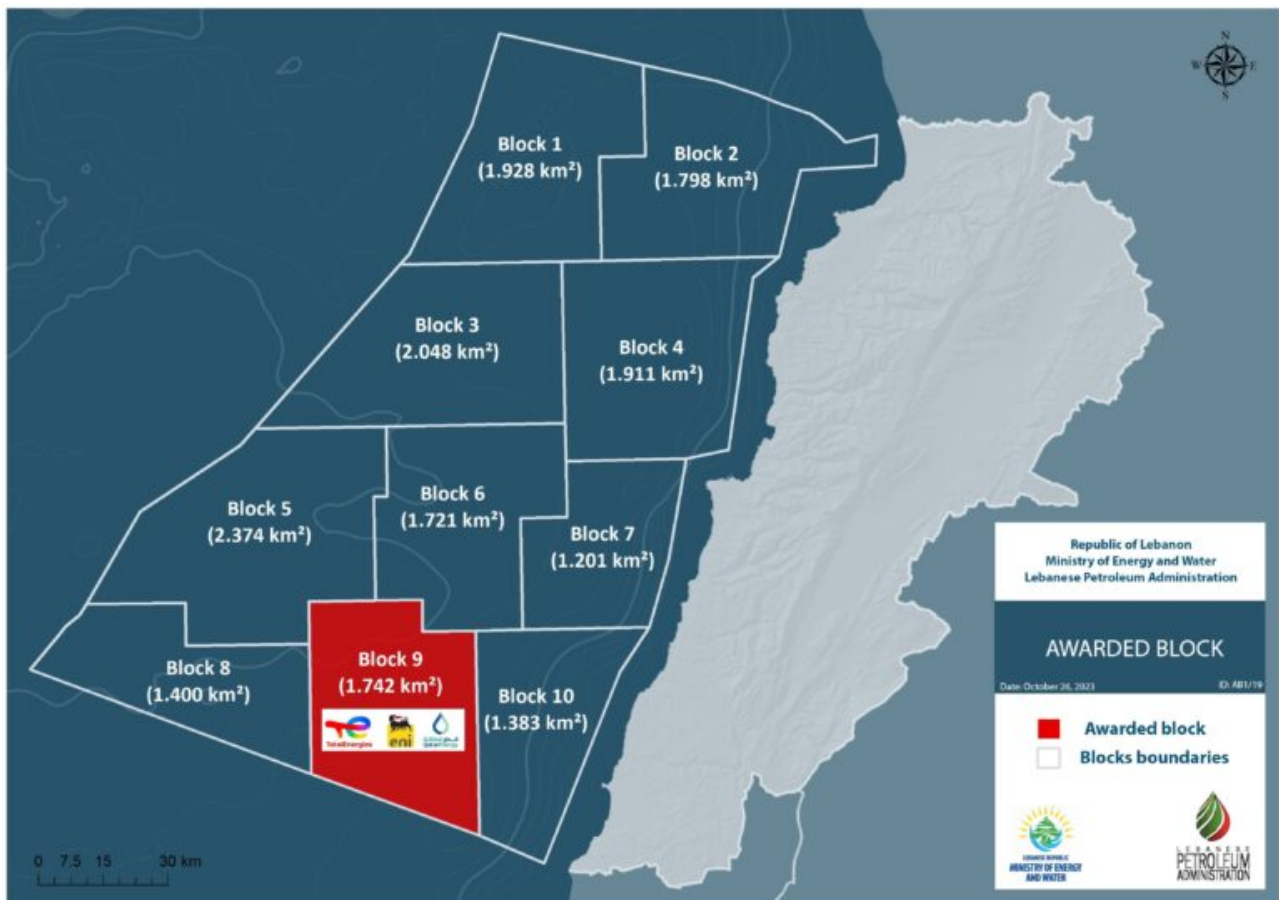 N
W E
S
Block 1
(1.928 km²)
Block 2
(1.798 km²)
Block 3
(2.048 km²)
Block 4
(1.911 km²)
Block 5
(2.374 km²)
Block 6
(1.721 km²)
Block 7
(1.201 km²)
Block 8
(1.400 km²)
Block 9
(1.742 km²)
TotalEnergies
eni
QatarEnergy
Block 10
(1.383 km²)
0 7.5 15 30 km
Republic of Lebanon
Ministry of Energy and Water
Lebanese Petroleum Administration
AWARDED BLOCK
Date: October 26, 2023 ID: AB1/19
Awarded block
Blocks boundaries
LEBANESE REPUBLIC
MINISTRY OF ENERGY
AND WATER
LEBANESE
PETROLEUM
ADMINISTRATION